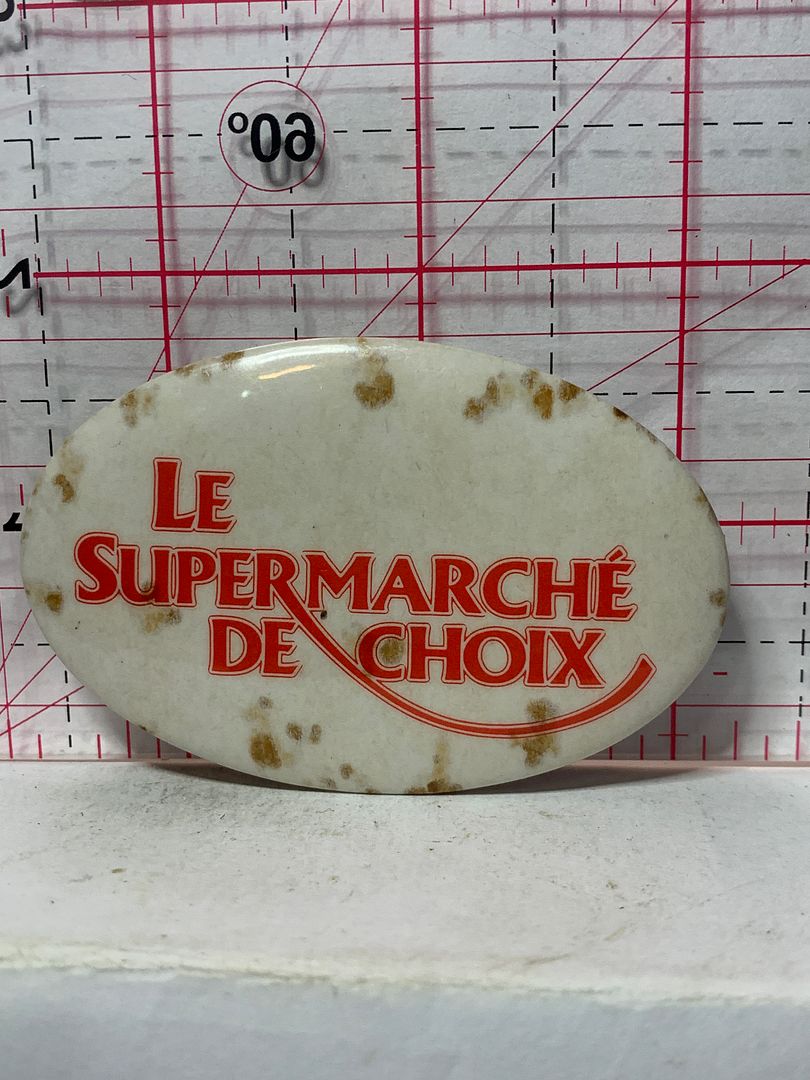 60°
LE
SUPERMARCHÉ
DE CHOIX